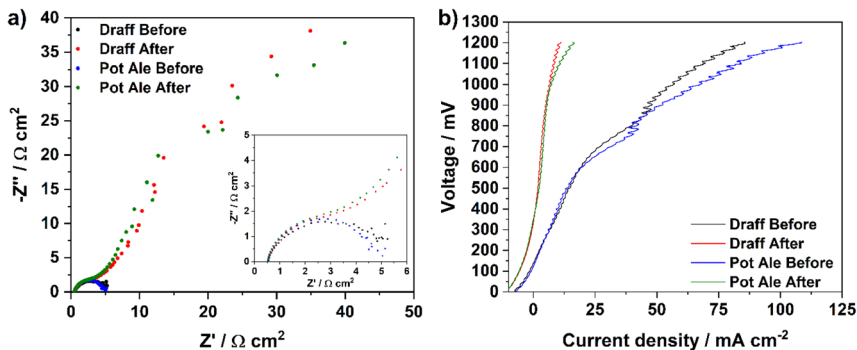 a)
40
35
30
25
20
15
10
5
0
-Z'' / Ω cm²
Draff Before
Draff After
Pot Ale Before
Pot Ale After
5
4
3
2
1
0
-Z'' / Ω cm²
0 1 2 3 4 5 6
Z' / Ω cm²
0 10 20 30 40 50
Z' / Ω cm²
b)
1300
1200
1100
1000
900
800
700
600
500
400
300
200
100
0
Voltage / mV
Draff Before
Draff After
Pot Ale Before
Pot Ale After
0 25 50 75 100 125
Current density / mA cm⁻²